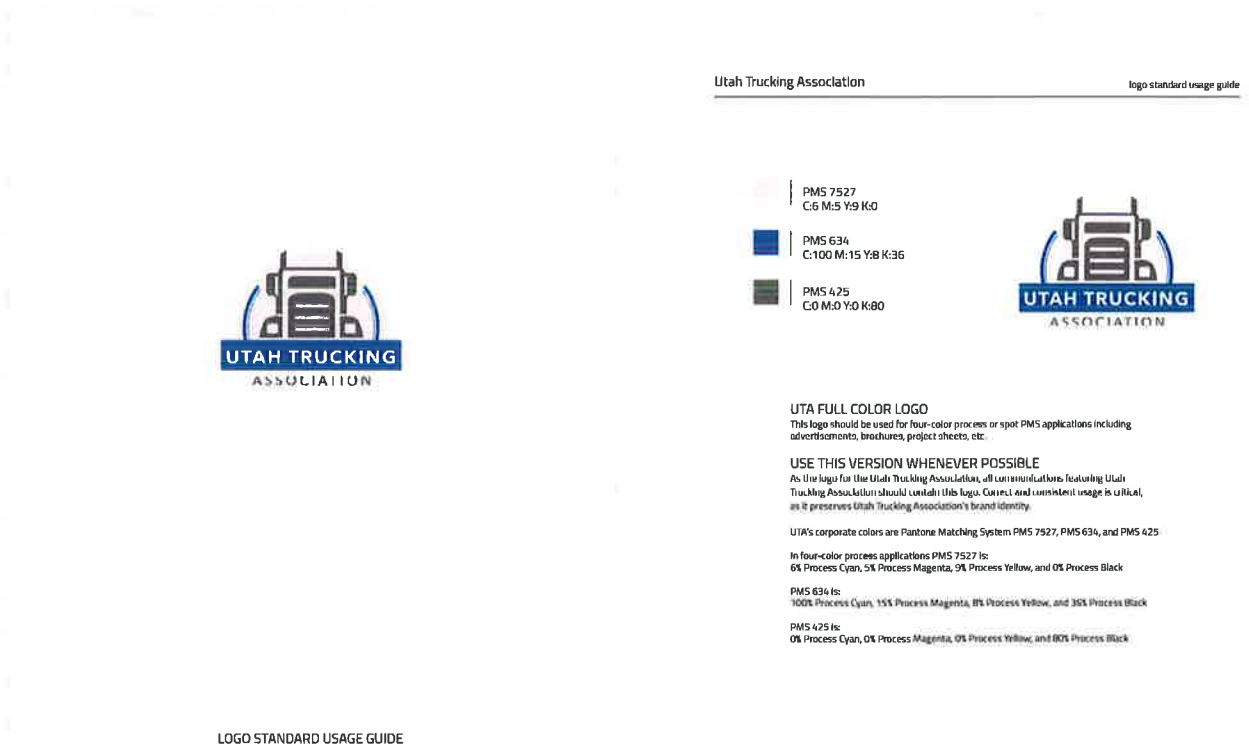 UTAH TRUCKING
ASSOCIATION
LOGO STANDARD USAGE GUIDE
Utah Trucking Association
logo standard usage guide
PMS 7527
C:6 M:5 Y:9 K:0
PMS 634
C:100 M:15 Y:8 K:36
PMS 425
C:0 M:0 Y:0 K:80
UTAH TRUCKING
ASSOCIATION
UTA FULL COLOR LOGO
This logo should be used for four-color process or spot PMS applications including
advertisements, brochures, project sheets, etc.
USE THIS VERSION WHENEVER POSSIBLE
As the logo for the Utah Trucking Association, all communications featuring Utah
Trucking Association should contain this logo. Correct and consistent usage is critical,
as it preserves Utah Trucking Association's brand identity.
UTA's corporate colors are Pantone Matching System PMS 7527, PMS 634, and PMS 425
In four-color process applications PMS 7527 is:
6% Process Cyan, 5% Process Magenta, 9% Process Yellow, and 0% Process Black
PMS 634 is:
100% Process Cyan, 15% Process Magenta, 8% Process Yellow, and 36% Process Black
PMS 425 is:
0% Process Cyan, 0% Process Magenta, 0% Process Yellow, and 80% Process Black